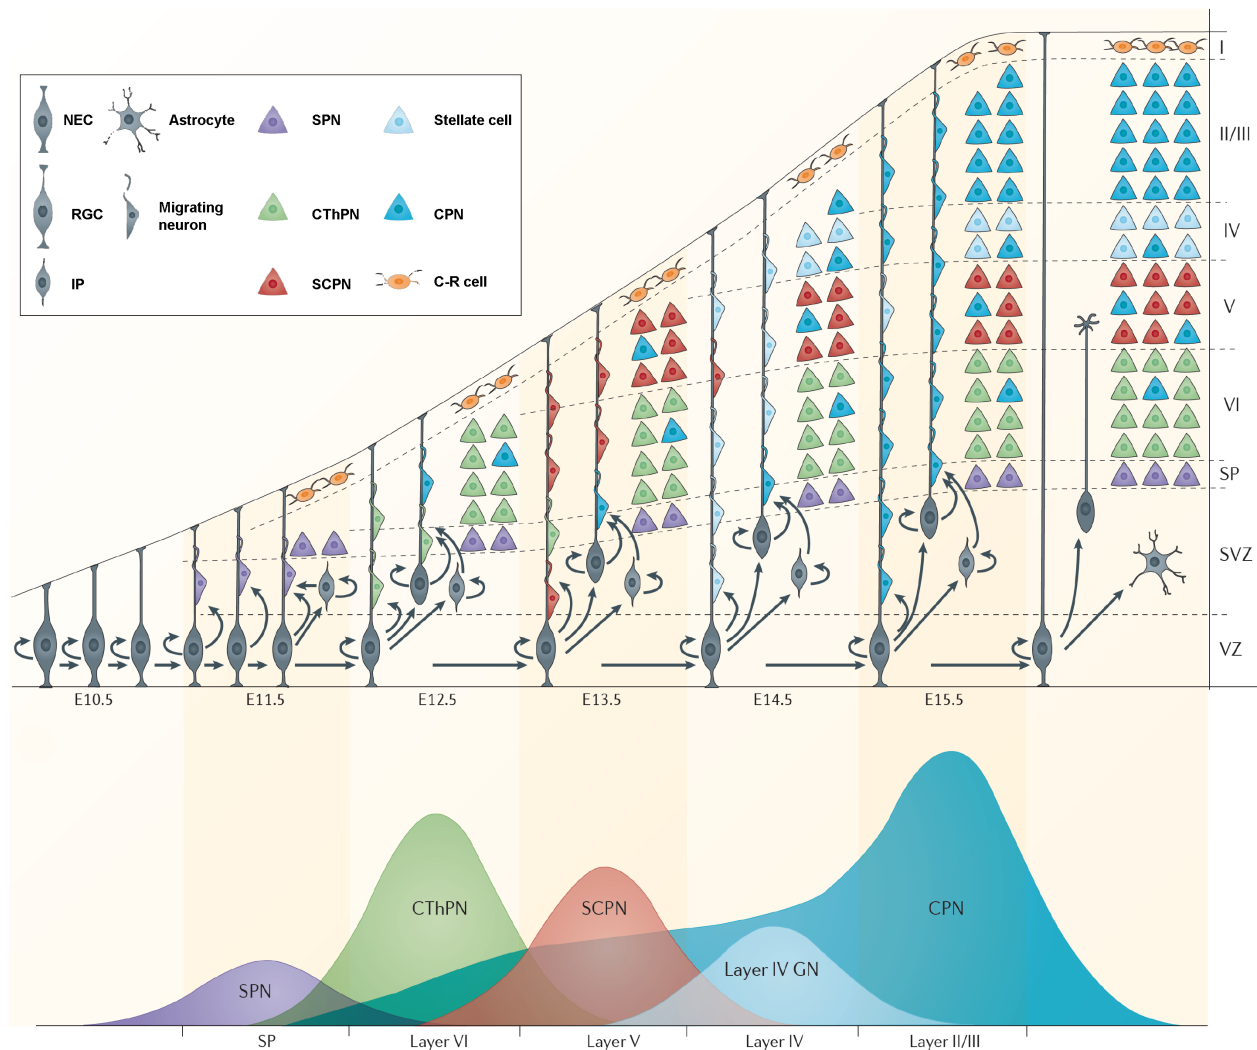 NEC
Astrocyte
SPN
Stellate cell
RGC
Migrating
neuron
CThPN
CPN
IP
SCPN
C-R cell
I
II/III
IV
V
VI
SP
SVZ
VZ
E10.5
E11.5
E12.5
E13.5
E14.5
E15.5
CThPN
SCPN
CPN
Layer IV GN
SPN
SP
Layer VI
Layer V
Layer IV
Layer II/III